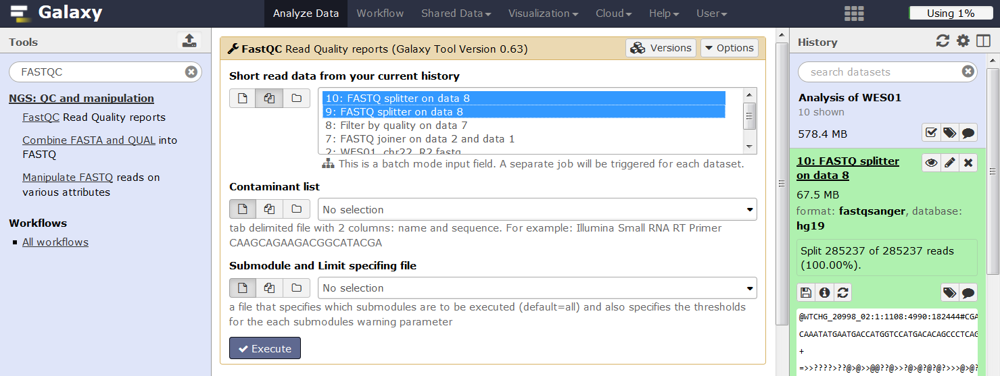 Galaxy
Analyze Data Workflow Shared Data Visualization Cloud Help User
Using 1%
Tools
FASTQC
NGS: QC and manipulation
FastQC Read Quality reports
Combine FASTA and QUAL into
FASTQ
Manipulate FASTQ reads on
various attributes
Workflows
All workflows
FastQC Read Quality reports (Galaxy Tool Version 0.63)
Versions
Options
Short read data from your current history
10: FASTQ splitter on data 8
9: FASTQ splitter on data 8
8: Filter by quality on data 7
7: FASTQ joiner on data 2 and data 1
2: WES01 chr22 R2 fastq
This is a batch mode input field. A separate job will be triggered for each dataset.
Contaminant list
No selection
tab delimited file with 2 columns: name and sequence. For example: Illumina Small RNA RT Primer
CAAGCAGAAGACGGCATACGA
Submodule and Limit specifing file
No selection
a file that specifies which submodules are to be executed (default=all) and also specifies the thresholds
for the each submodules warning parameter
Execute
History
search datasets
Analysis of WES01
10 shown
578.4 MB
10: FASTQ splitter
on data 8
67.5 MB
format: fastqsanger, database:
hg19
Split 285237 of 285237 reads
(100.00%).
@WTCHG_20998_02:1:1108:4990:182444#CGA
CAAATATGAATGACCATGGTCCATGACACAGCCCTCAG
+
=>>????>??@>@>>@@??@>>?@>@?@?@?>>>@>@?